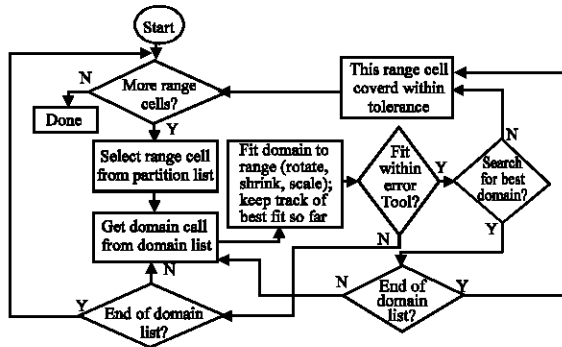 Start
N
More range
cells?
Done
Y
Select range cell
from partition list
Get domain call
from domain list
N
Y
End of domain
list?
Fit domain to
range (rotate,
shrink, scale);
keep track of
best fit so far
This range cell
coverd within
tolerance
Fit
within
error
Tool?
Y
N
N
Search
for best
domain?
Y
N
End of
domain
list?
Y